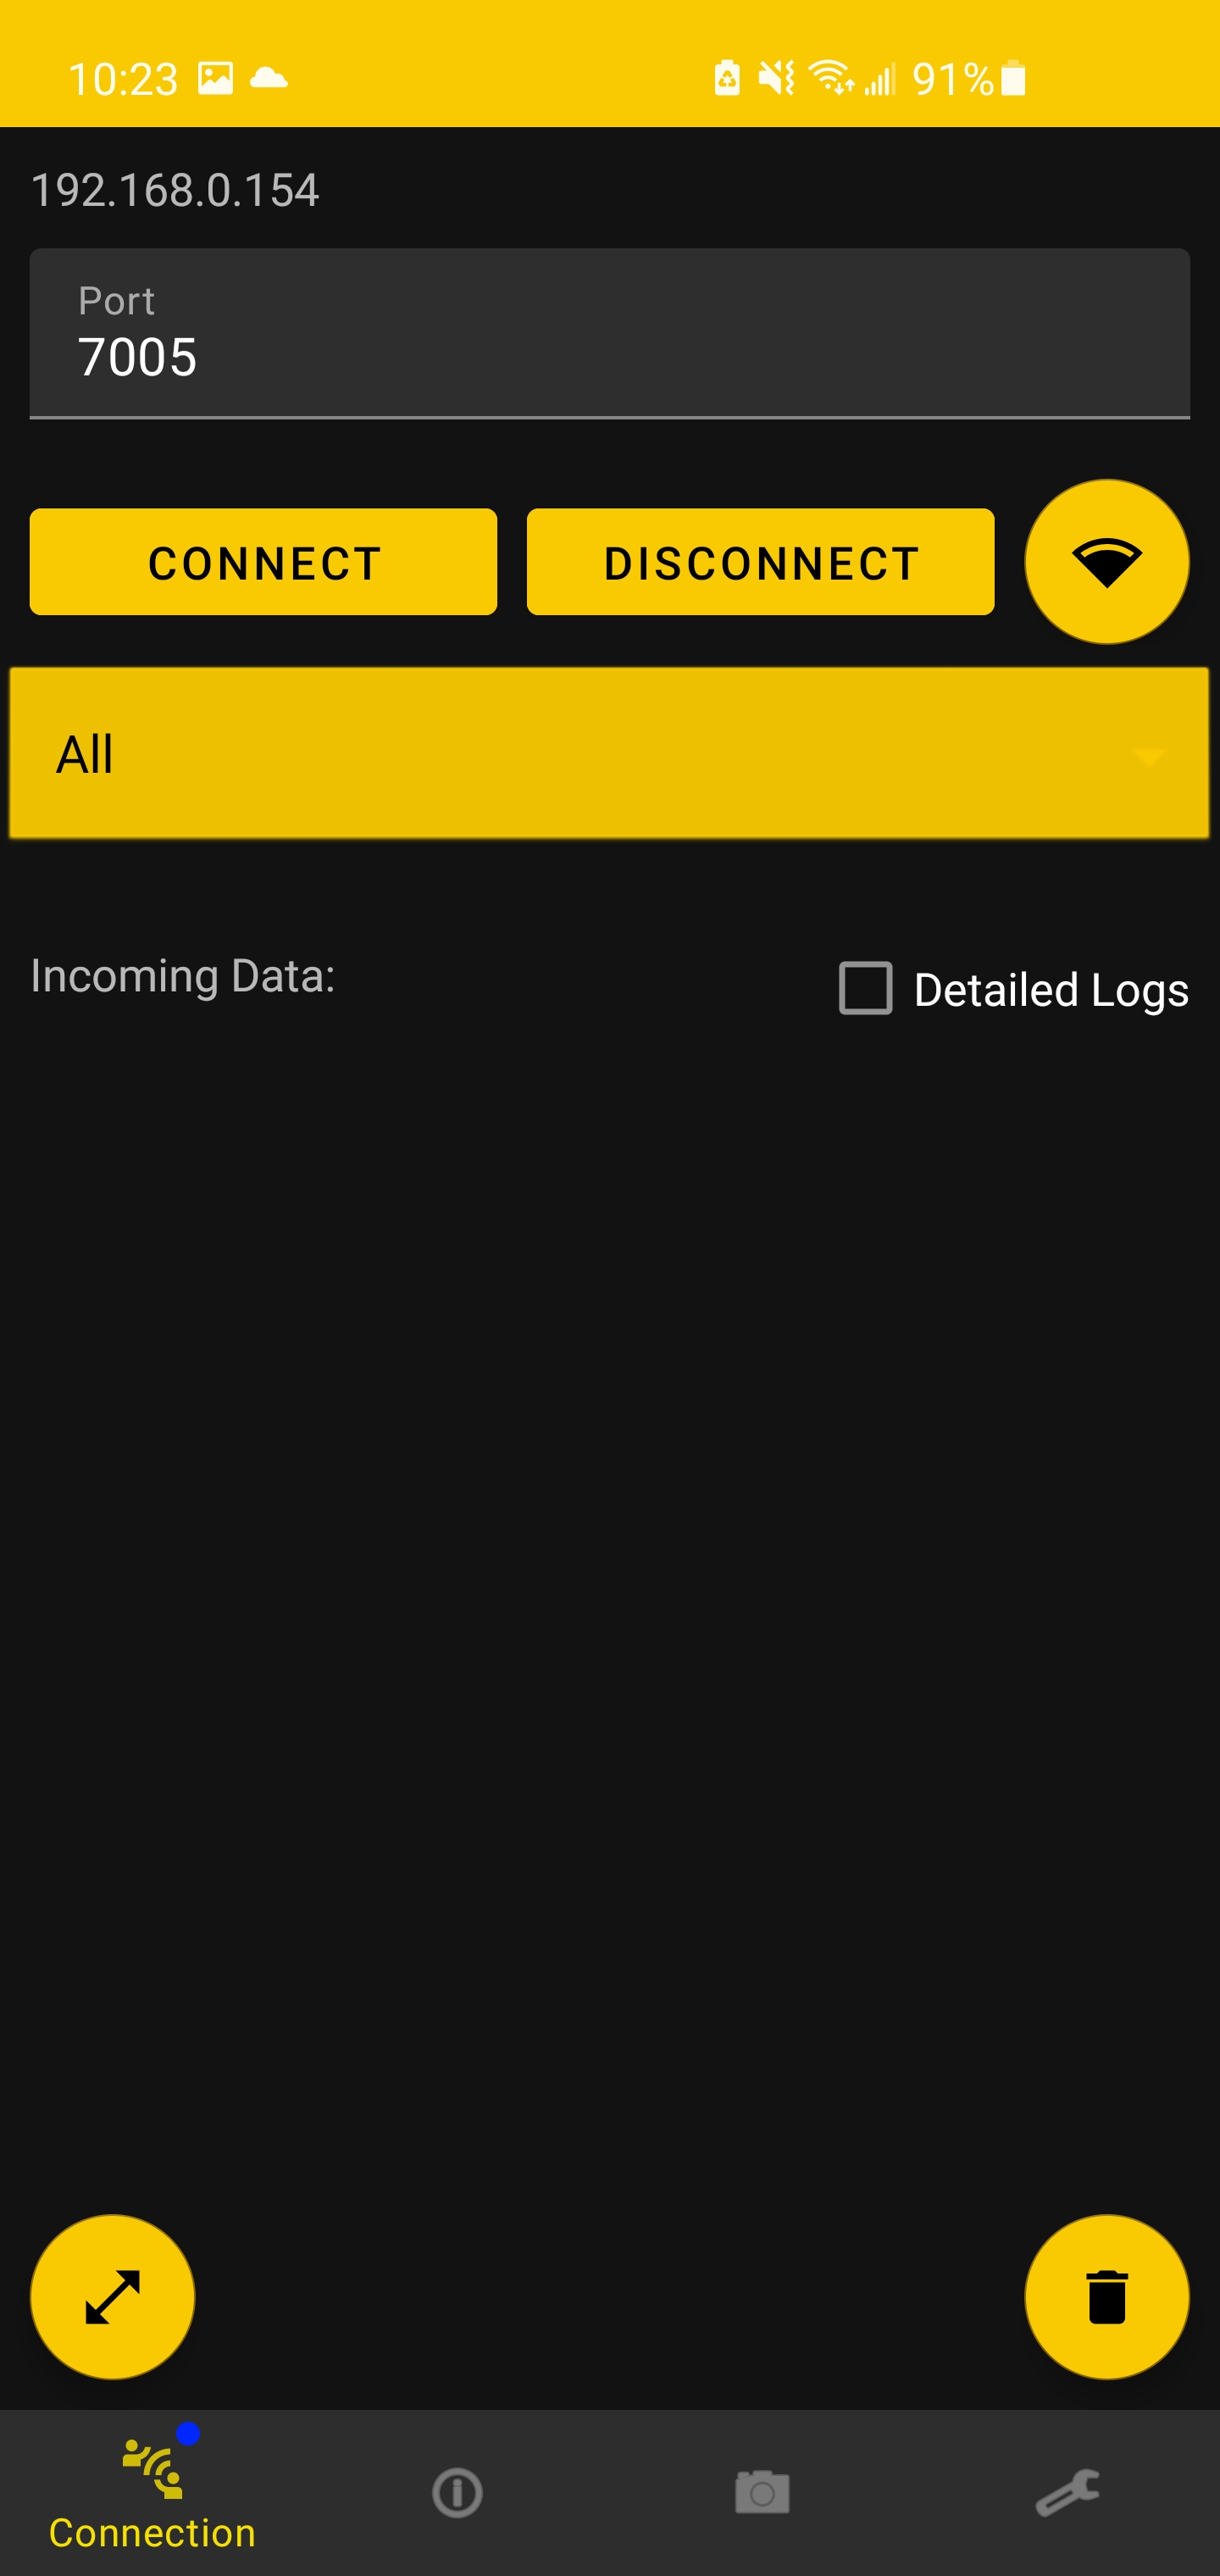 10:23 91%
192.168.0.154
Port
7005
CONNECT DISCONNECT
All
Incoming Data: Detailed Logs
Connection